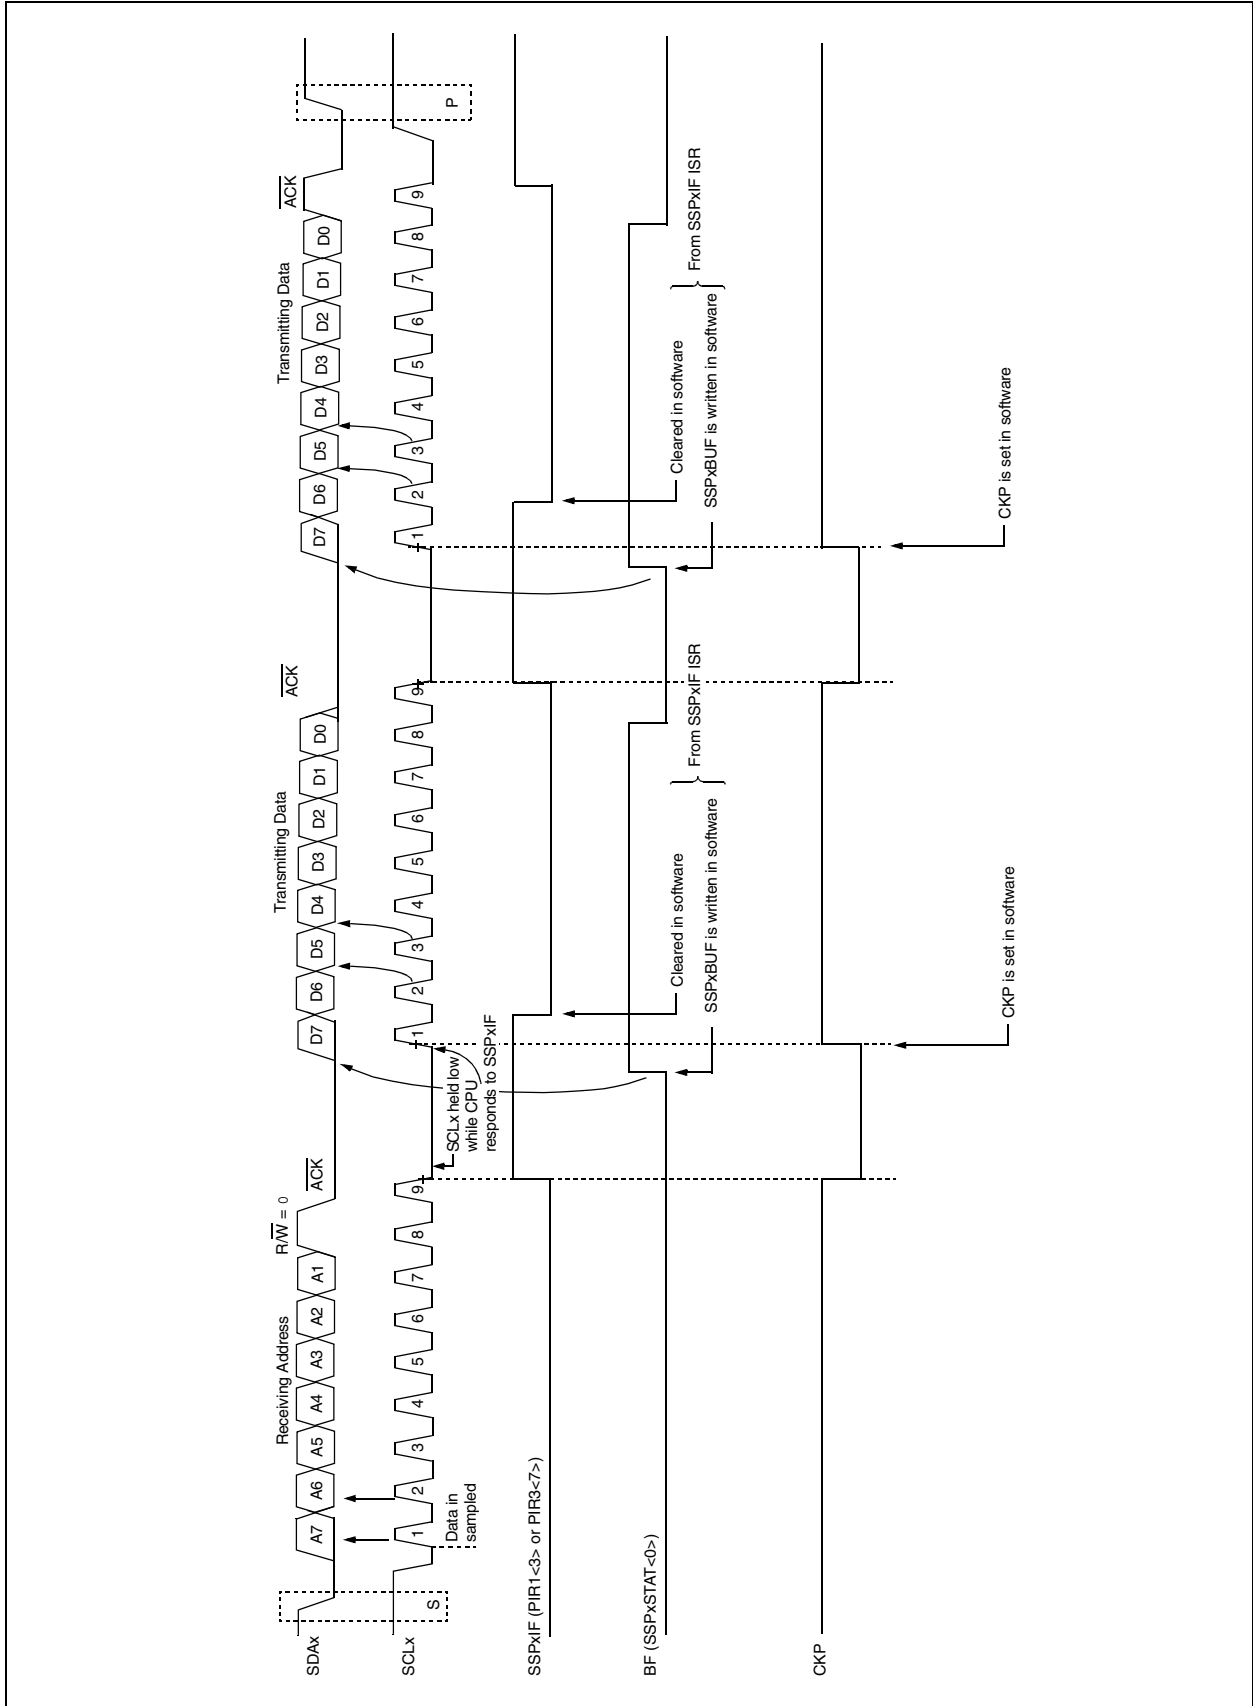 Receiving Address
R/W = 0
ACK
Transmitting Data
ACK
Transmitting Data
ACK
SDAx
A7
A6
A5
A4
A3
A2
A1
D7
D6
D5
D4
D3
D2
D1
D0
D7
D6
D5
D4
D3
D2
D1
D0
SCLx
S
1
2
3
4
5
6
7
8
9
1
2
3
4
5
6
7
8
9
1
2
3
4
5
6
7
8
9
P
Data in
sampled
SCLx held low
while CPU
responds to SSPxIF
SSPxIF (PIR1<3> or PIR3<7>)
BF (SSPxSTAT<0>)
Cleared in software
SSPxBUF is written in software
From SSPxIF ISR
Cleared in software
SSPxBUF is written in software
From SSPxIF ISR
CKP
CKP is set in software
CKP is set in software